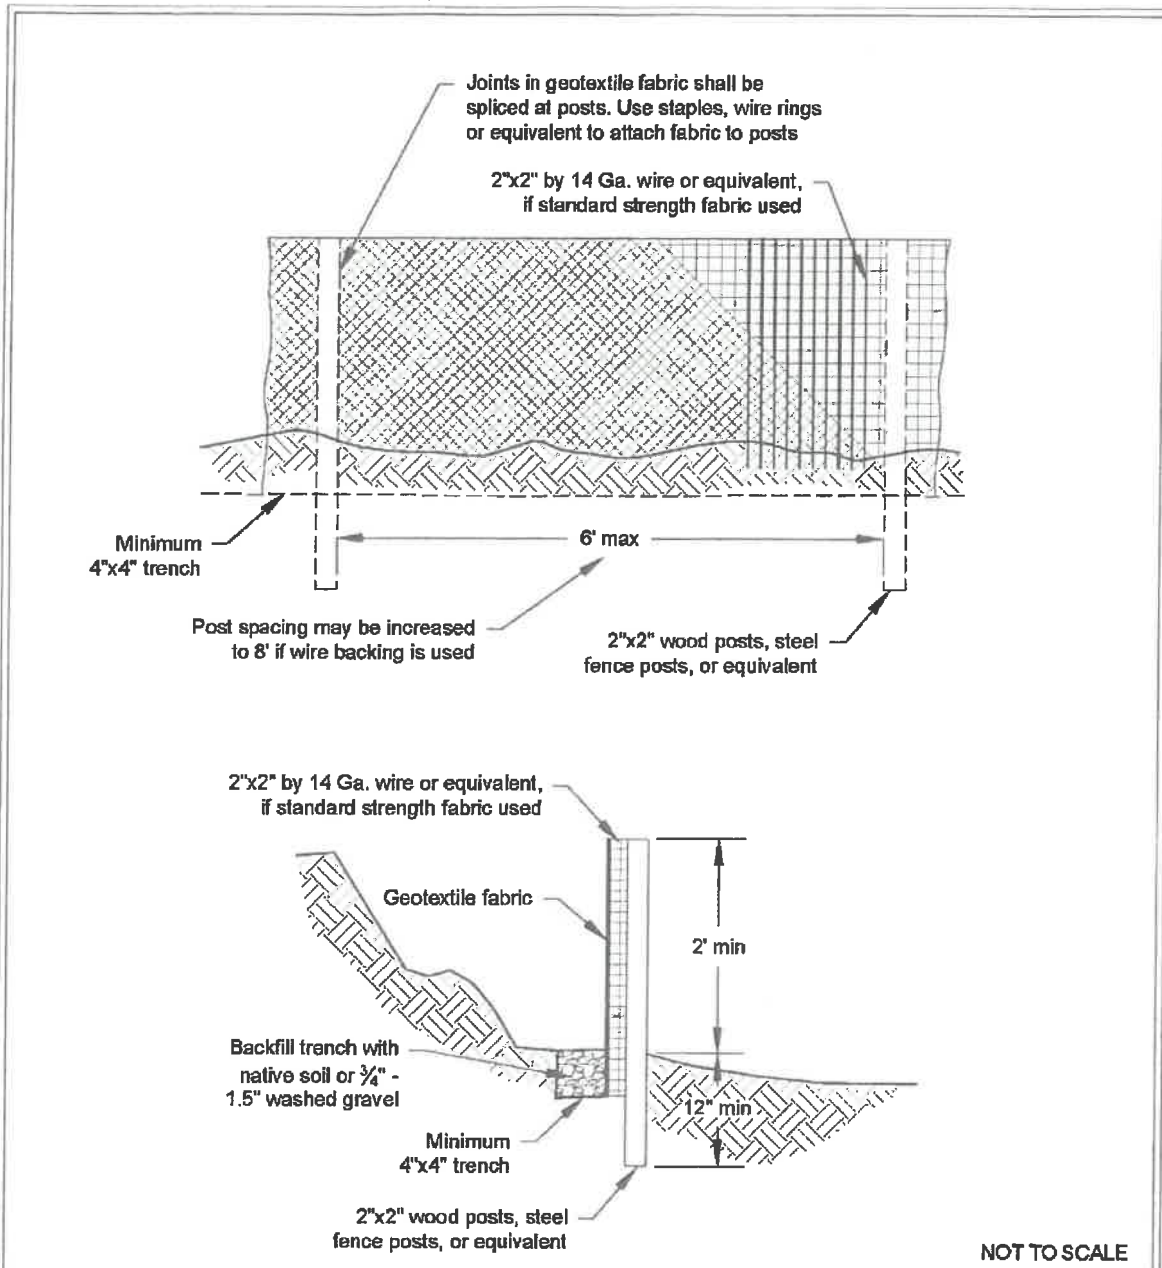 Joints in geotextile fabric shall be
spliced at posts. Use staples, wire rings
or equivalent to attach fabric to posts
2"x2" by 14 Ga. wire or equivalent,
if standard strength fabric used
Minimum
4"x4" trench
6' max
Post spacing may be increased
to 8' if wire backing is used
2"x2" wood posts, steel
fence posts, or equivalent
2"x2" by 14 Ga. wire or equivalent,
if standard strength fabric used
Geotextile fabric
2' min
Backfill trench with
native soil or ¾" -
1.5" washed gravel
12" min
Minimum
4"x4" trench
2"x2" wood posts, steel
fence posts, or equivalent
NOT TO SCALE